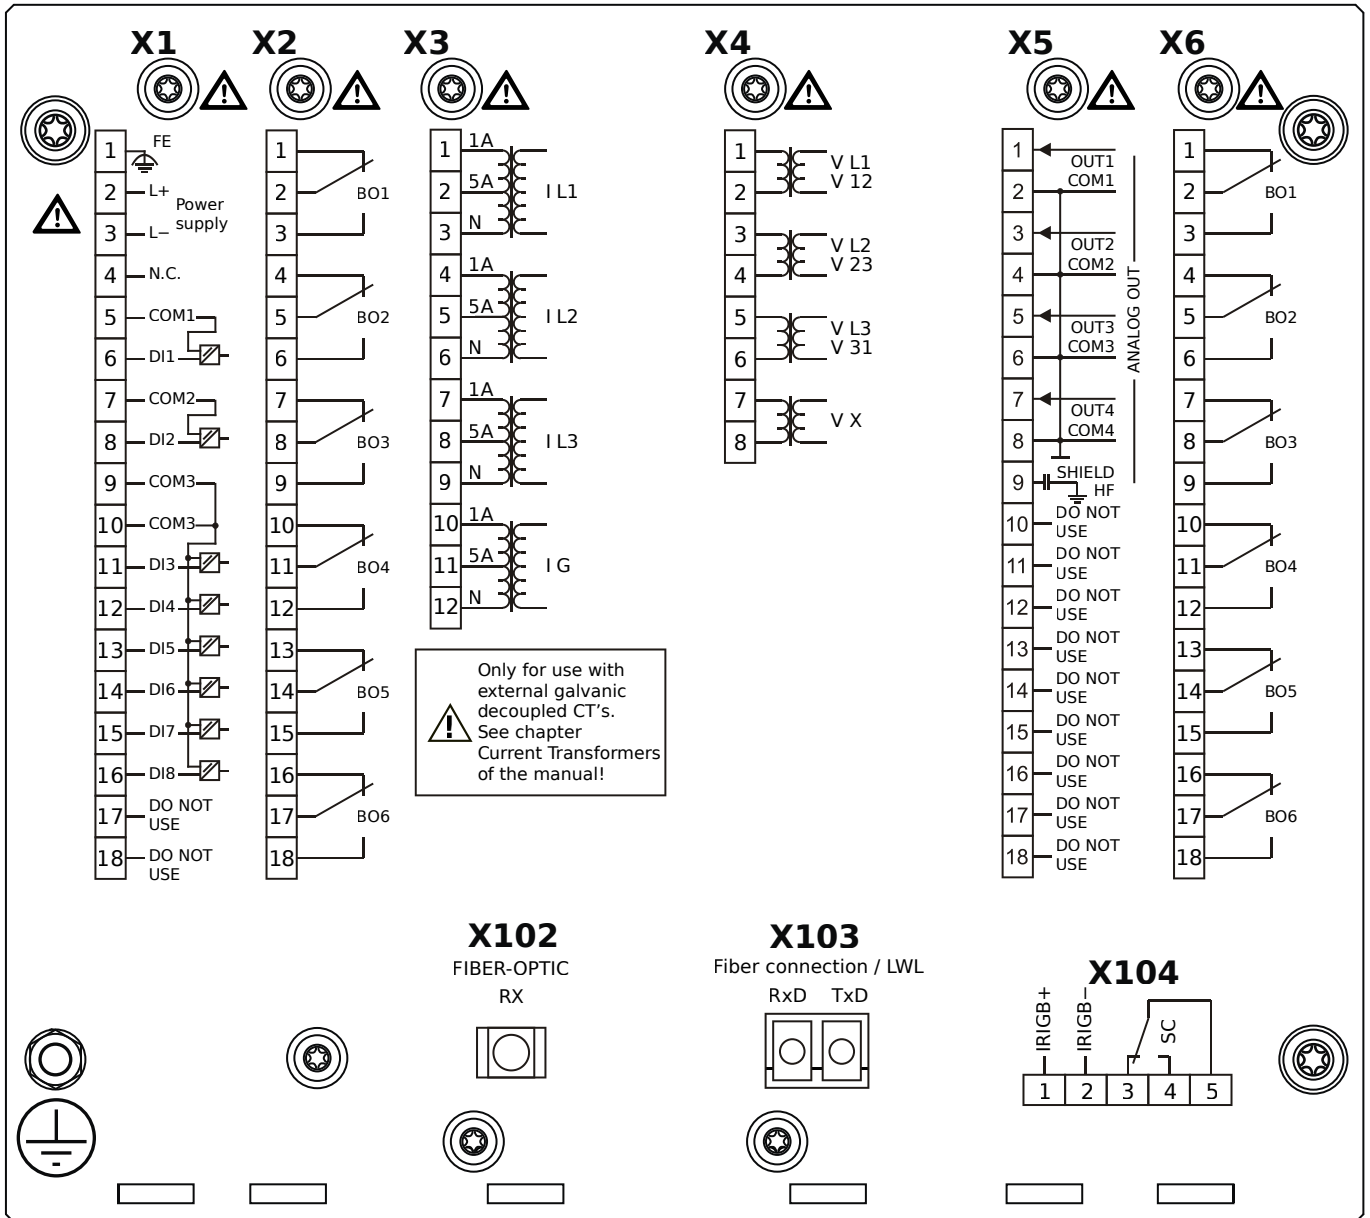 X1
X2
X3
X4
X5
X6
1
FE
2
L+
Power
supply
3
L−
4
N.C.
5
COM1
6
DI1
7
COM2
8
DI2
9
COM3
10
COM3
11
DI3
12
DI4
13
DI5
14
DI6
15
DI7
16
DI8
17
DO NOT
USE
18
DO NOT
USE
1
2
BO1
3
4
5
BO2
6
7
8
BO3
9
10
11
BO4
12
13
14
BO5
15
16
17
BO6
18
1
1A
2
5A
I L1
3
N
4
1A
5
5A
I L2
6
N
7
1A
8
5A
I L3
9
N
10
1A
11
5A
I G
12
N
Only for use with
external galvanic
decoupled CT's.
See chapter
Current Transformers
of the manual!
1
2
V L1
V 12
3
4
V L2
V 23
5
6
V L3
V 31
7
8
V X
1
OUT1
2
COM1
3
OUT2
4
COM2
5
OUT3
6
COM3
7
OUT4
8
COM4
ANALOG OUT
9
SHIELD
HF
10
DO NOT
USE
11
DO NOT
USE
12
DO NOT
USE
13
DO NOT
USE
14
DO NOT
USE
15
DO NOT
USE
16
DO NOT
USE
17
DO NOT
USE
18
DO NOT
USE
1
2
BO1
3
4
5
BO2
6
7
8
BO3
9
10
11
BO4
12
13
14
BO5
15
16
17
BO6
18
X102
FIBER-OPTIC
RX
X103
Fiber connection / LWL
RxD TxD
X104
IRIGB+
IRIGB−
SC
1 2 3 4 5